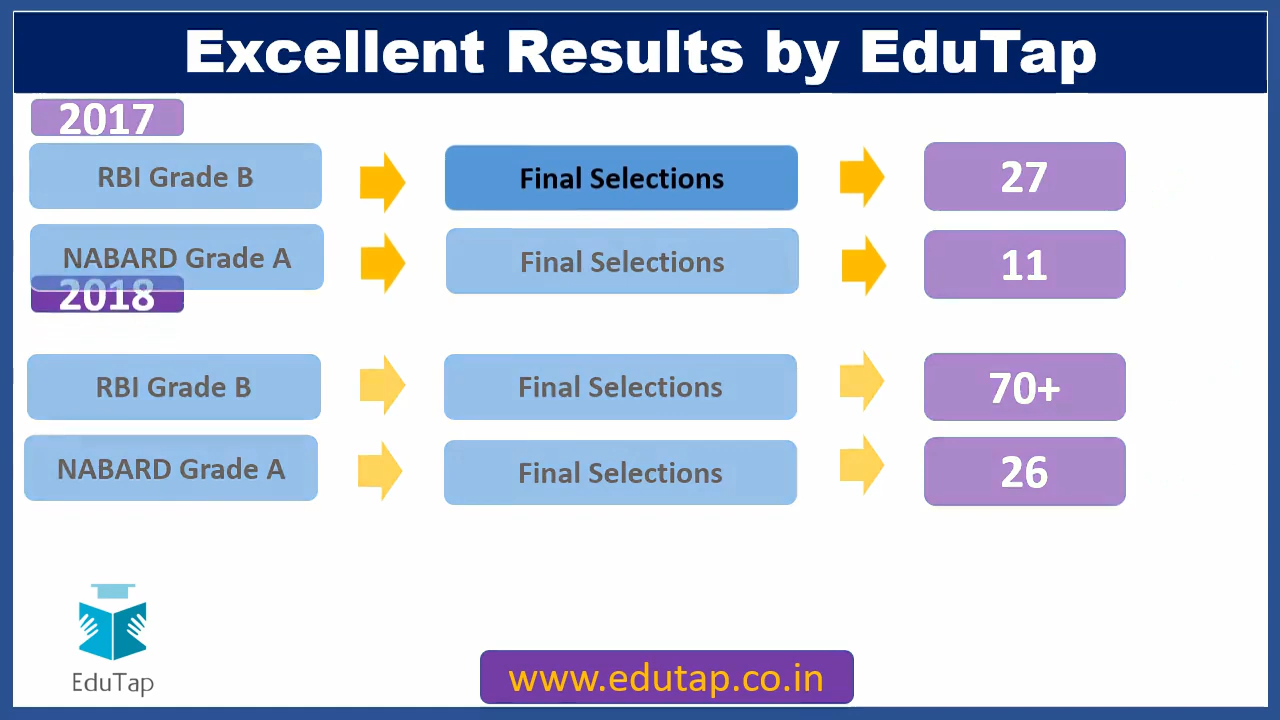 Excellent Results by EduTap
2017
RBI Grade B Final Selections 27
NABARD Grade A Final Selections 11
2018
RBI Grade B Final Selections 70+
NABARD Grade A Final Selections 26
EduTap
www.edutap.co.in